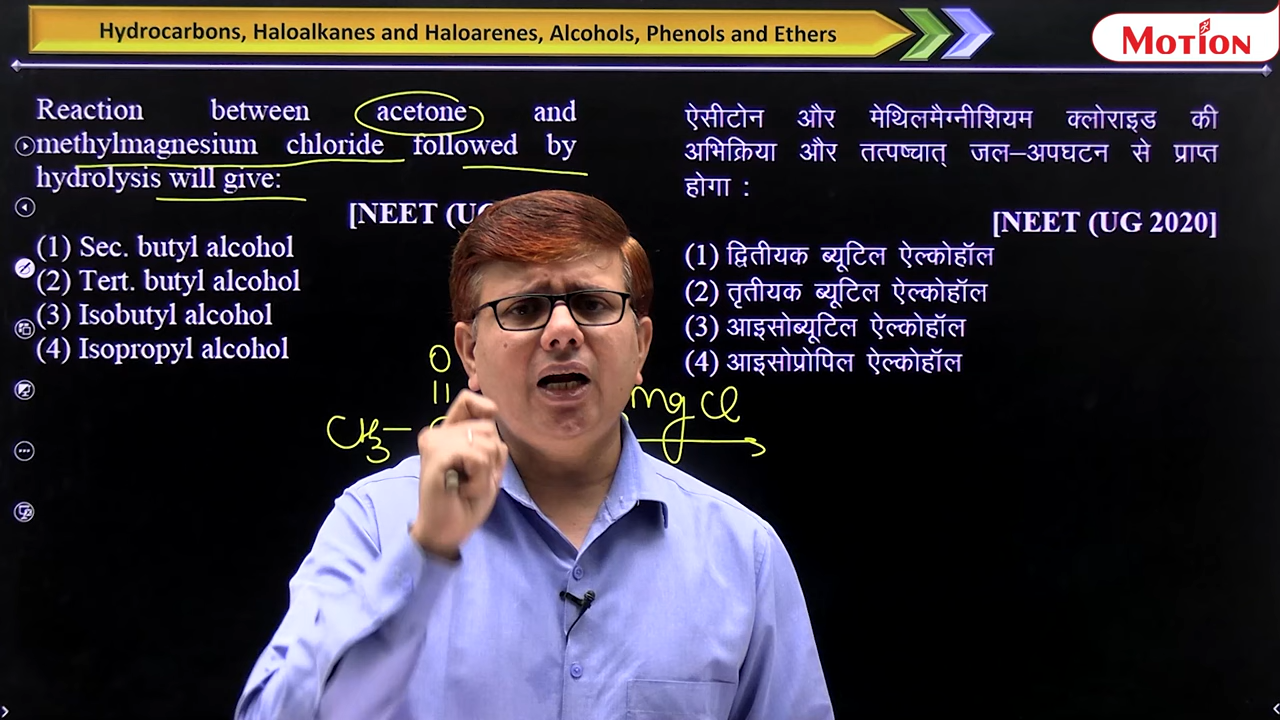 Hydrocarbons, Haloalkanes and Haloarenes, Alcohols, Phenols and Ethers
MOTION
Reaction between acetone and
methylmagnesium chloride followed by
hydrolysis will give:
[NEET
(1) Sec. butyl alcohol
(2) Tert. butyl alcohol
(3) Isobutyl alcohol
(4) Isopropyl alcohol
ऐसीटोन और मेथिलमैग्नीशियम क्लोराइड की
अभिक्रिया और तत्पष्चात् जल–अपघटन से प्राप्त
होगा :
[NEET (UG 2020]
(1) द्वितीयक ब्यूटिल ऐल्कोहॉल
(2) तृतीयक ब्यूटिल ऐल्कोहॉल
(3) आइसोब्यूटिल ऐल्कोहॉल
(4) आइसोप्रोपिल ऐल्कोहॉल
O
CH3–
MgCl